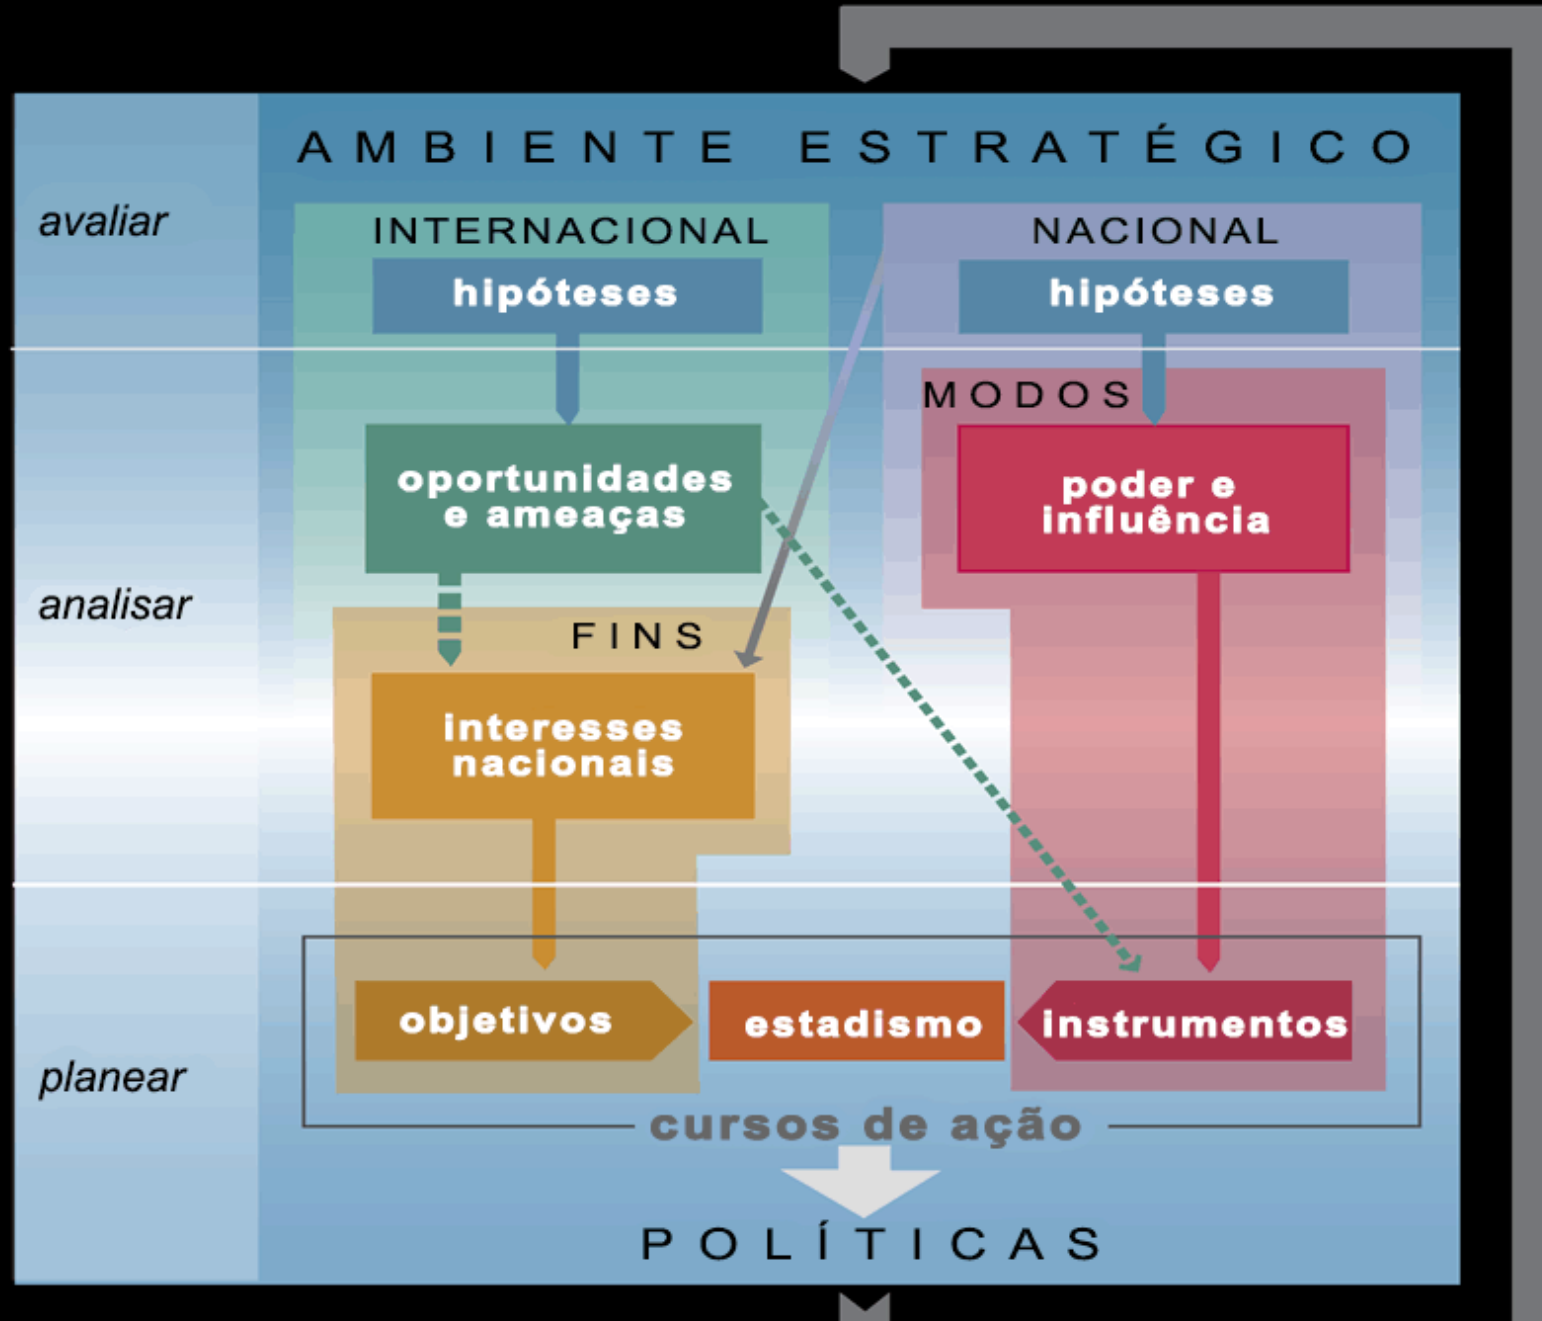 AMBIENTE ESTRATÉGICO
avaliar
INTERNACIONAL
hipóteses
NACIONAL
hipóteses
MODOS
oportunidades
e ameaças
poder e
influência
analisar
FINS
interesses
nacionais
objetivos
estadismo
instrumentos
planear
cursos de ação
POLÍTICAS